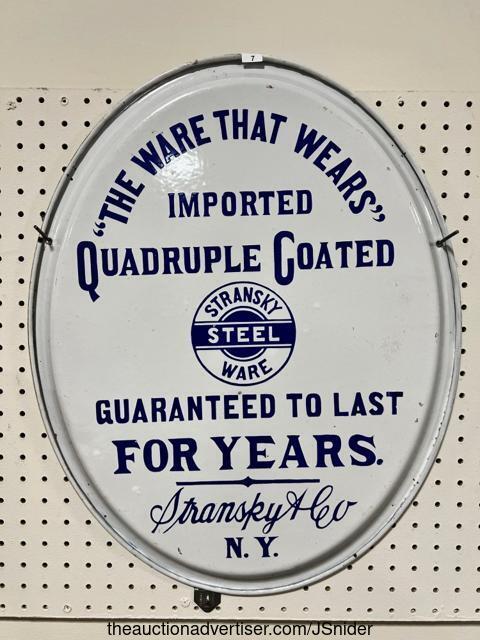 7
"THE WARE THAT WEARS"
IMPORTED
QUADRUPLE COATED
STRANSKY
STEEL
WARE
GUARANTEED TO LAST
FOR YEARS.
Stransky & Co
N. Y.
theauctionadvertiser.com/JSnider